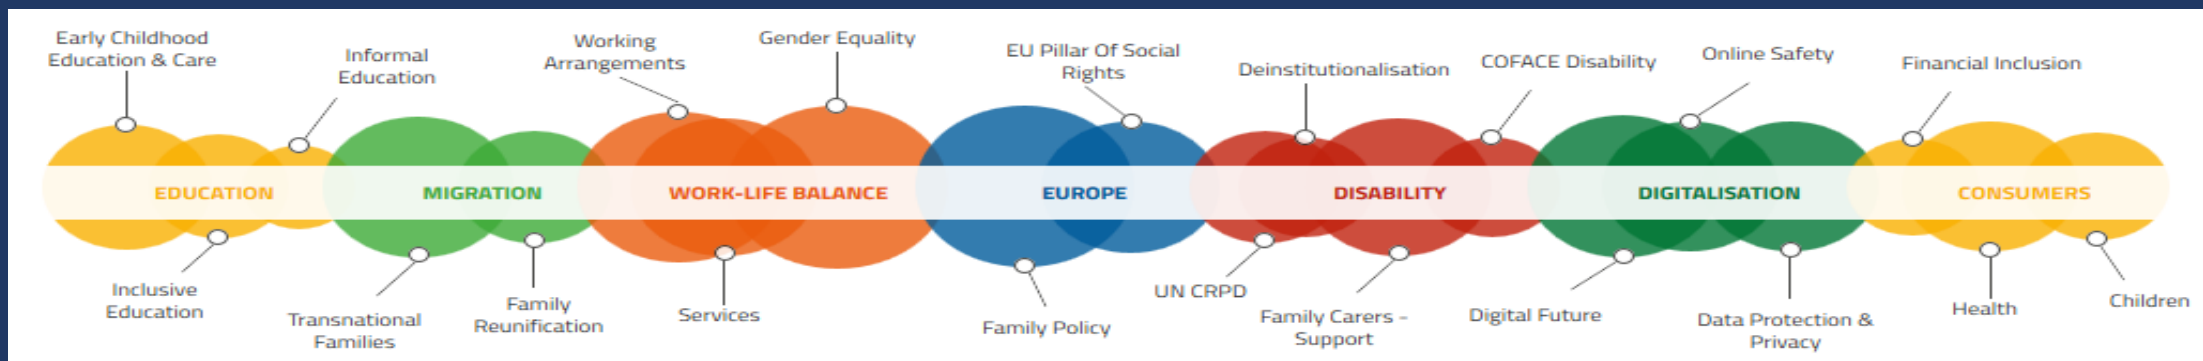 Early Childhood
Education & Care
Informal
Education
Working
Arrangements
Gender Equality
EU Pillar Of Social
Rights
Deinstitutionalisation
COFACE Disability
Online Safety
Financial Inclusion
EDUCATION
MIGRATION
WORK-LIFE BALANCE
EUROPE
DISABILITY
DIGITALISATION
CONSUMERS
Inclusive
Education
Transnational
Families
Family
Reunification
Services
Family Policy
UN CRPD
Family Carers -
Support
Digital Future
Data Protection &
Privacy
Health
Children